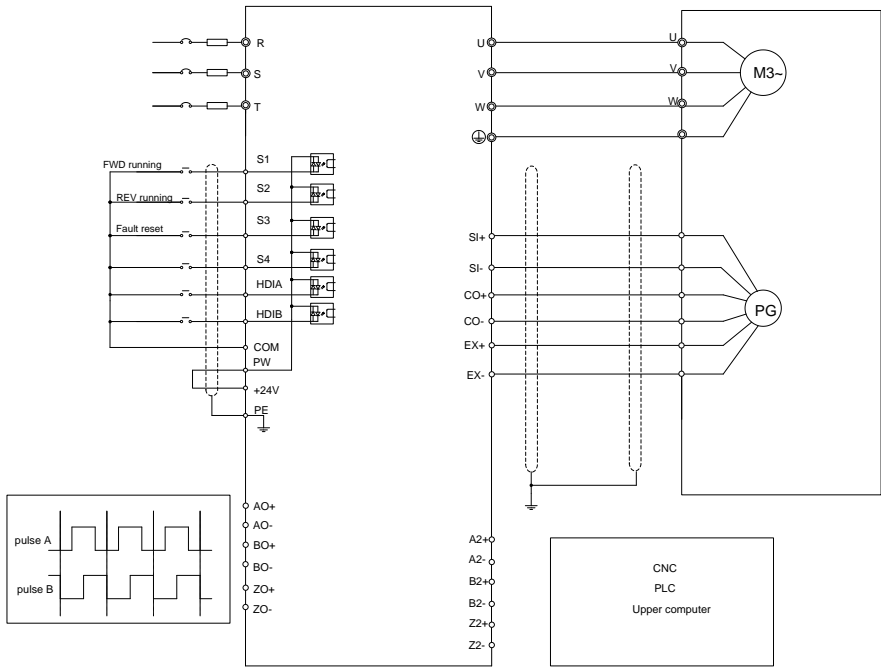 R
S
T
U
V
W
U
V
W
M3~
FWD running
REV running
Fault reset
S1
S2
S3
S4
HDIA
HDIB
COM
PW
+24V
PE
SI+
SI-
CO+
CO-
EX+
EX-
PG
pulse A
pulse B
AO+
AO-
BO+
BO-
ZO+
ZO-
A2+
A2-
B2+
B2-
Z2+
Z2-
CNC
PLC
Upper computer